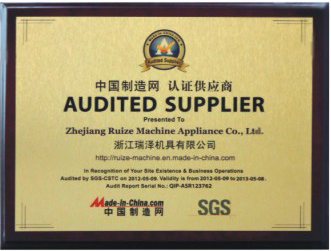 Audited Supplier
中国制造网 认证供应商
AUDITED SUPPLIER
Presented To
Zhejiang Ruize Machine Appliance Co., Ltd.
浙江瑞泽机具有限公司
http://ruize-machine.en.made-in-china.com
In Recognition of Your Site Existence & Business Operations
Audited by SGS-CSTC on 2012-05-09. Valid from 2012-05-09 to 2013-05-08.
Audit Report Serial No.: QIP-ASR123762
Made-in-China.com
中国制造网
SGS